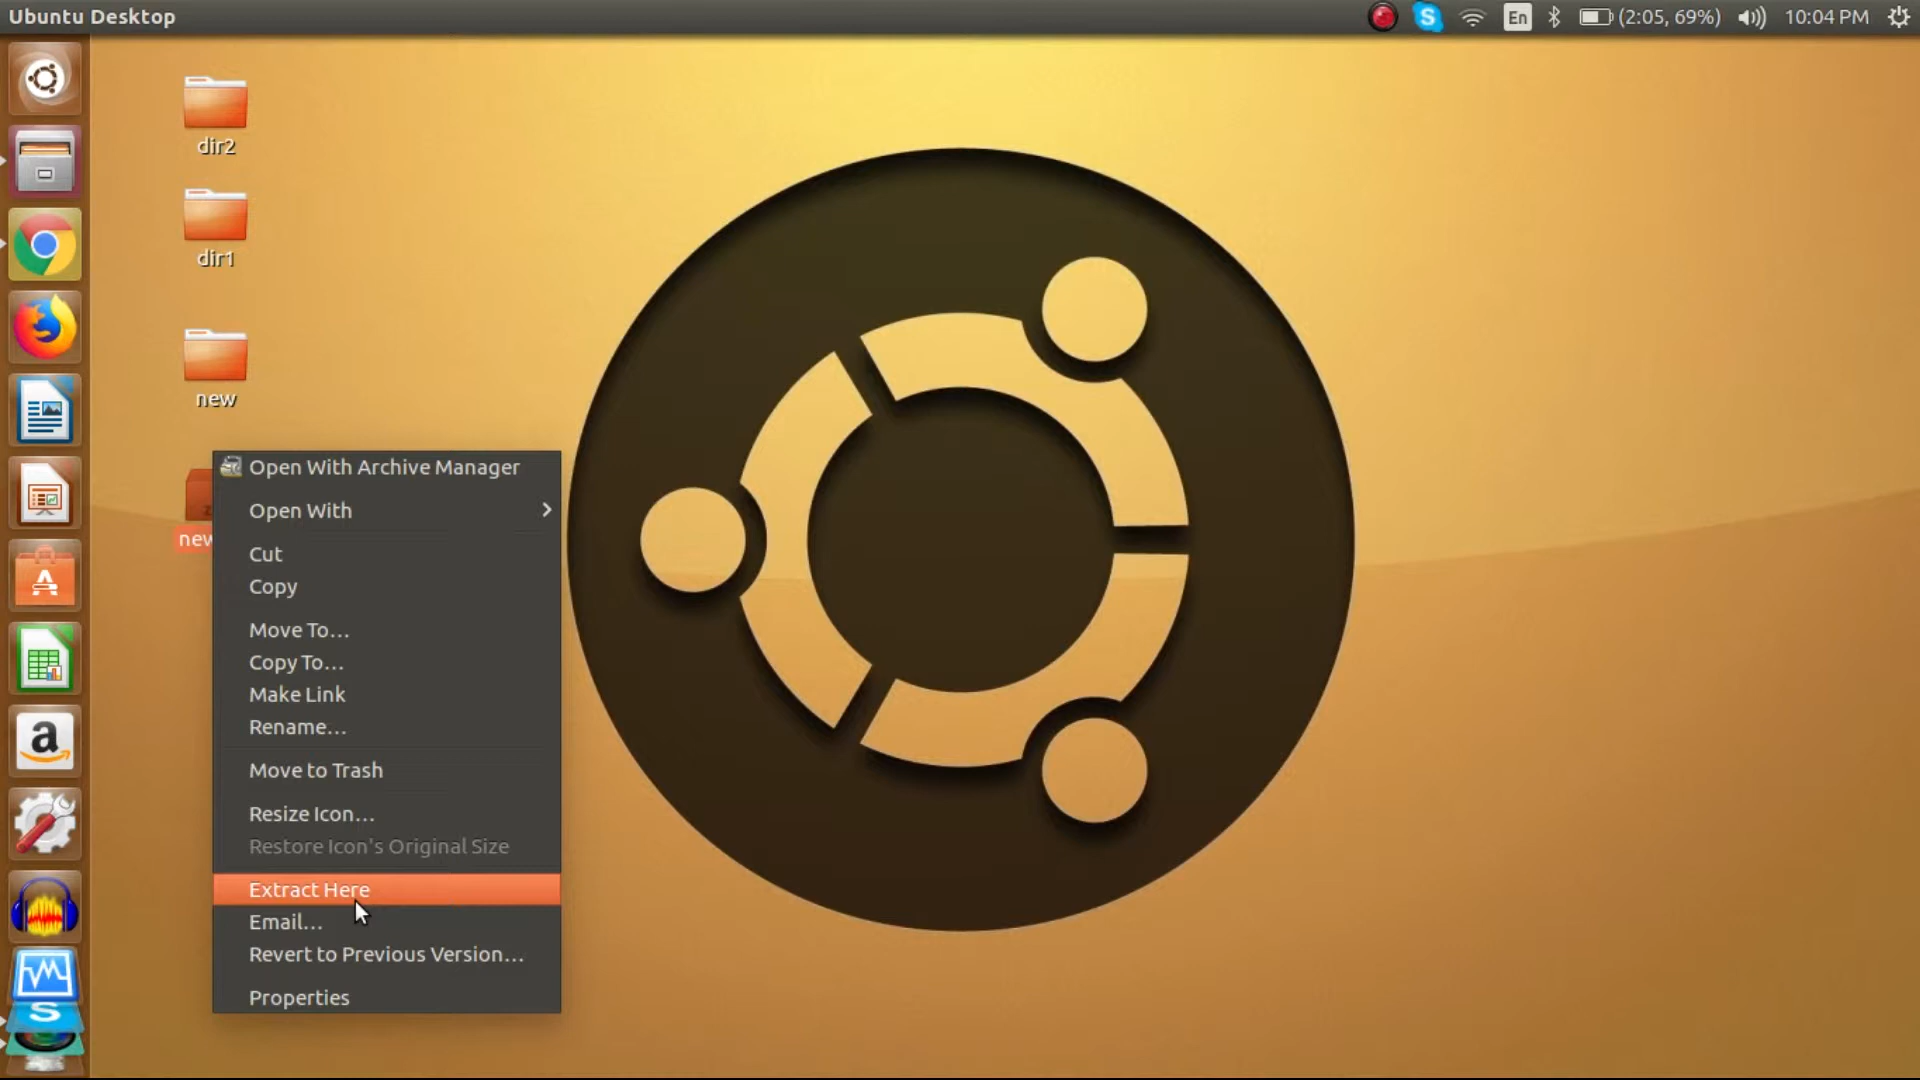 Ubuntu Desktop
S
En
(2:05, 69%)
10:04 PM
dir2
dir1
new
new
Open With Archive Manager
Open With
Cut
Copy
Move To...
Copy To...
Make Link
Rename...
Move to Trash
Resize Icon...
Restore Icon's Original Size
Extract Here
Email...
Revert to Previous Version...
Properties
A
a
S